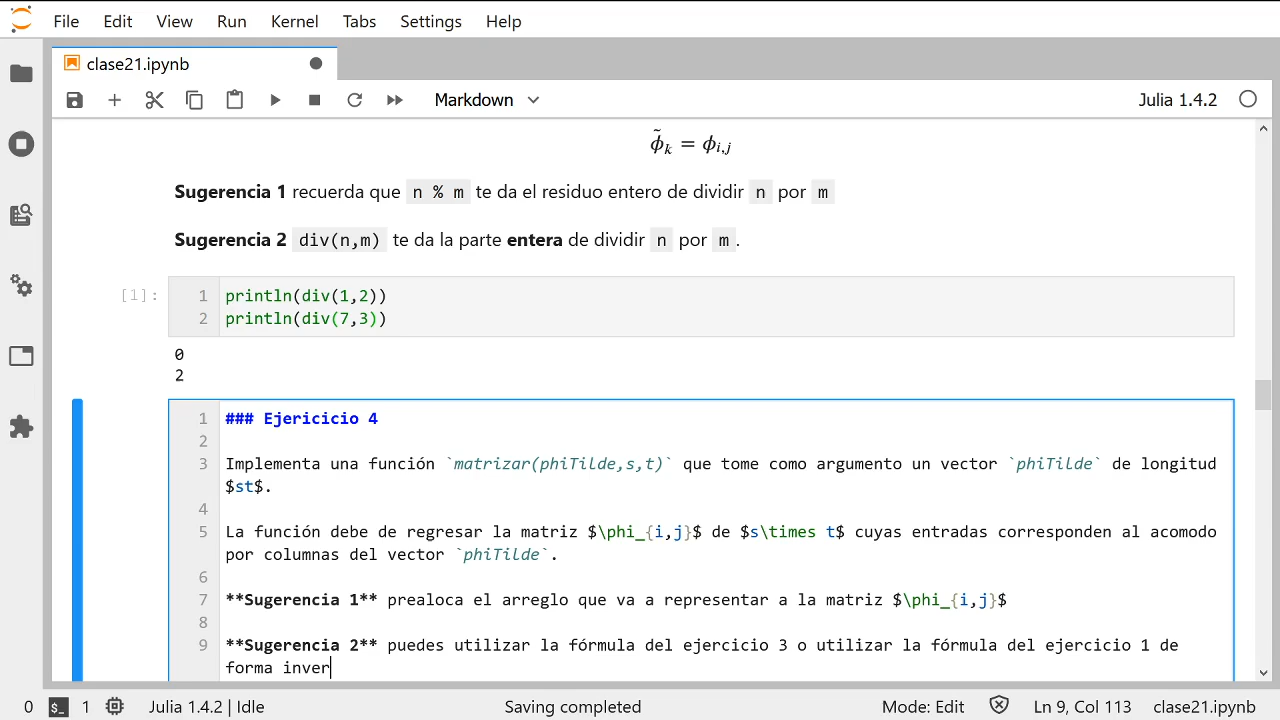 File Edit View Run Kernel Tabs Settings Help
clase21.ipynb
Markdown Julia 1.4.2
ϕ̃_k = ϕ_{i,j}
Sugerencia 1 recuerda que n % m te da el residuo entero de dividir n por m
Sugerencia 2 div(n,m) te da la parte entera de dividir n por m.
[1]: 1 println(div(1,2))
2 println(div(7,3))
0
2
1 ### Ejericicio 4
2
3 Implementa una función `matrizar(phiTilde,s,t)` que tome como argumento un vector `phiTilde` de longitud
$st$.
4
5 La función debe de regresar la matriz $\phi_{i,j}$ de $s\times t$ cuyas entradas corresponden al acomodo
por columnas del vector `phiTilde`.
6
7 **Sugerencia 1** prealoca el arreglo que va a representar a la matriz $\phi_{i,j}$
8
9 **Sugerencia 2** puedes utilizar la fórmula del ejercicio 3 o utilizar la fórmula del ejercicio 1 de
forma inver
0 $_ 1 Julia 1.4.2 | Idle Saving completed Mode: Edit Ln 9, Col 113 clase21.ipynb